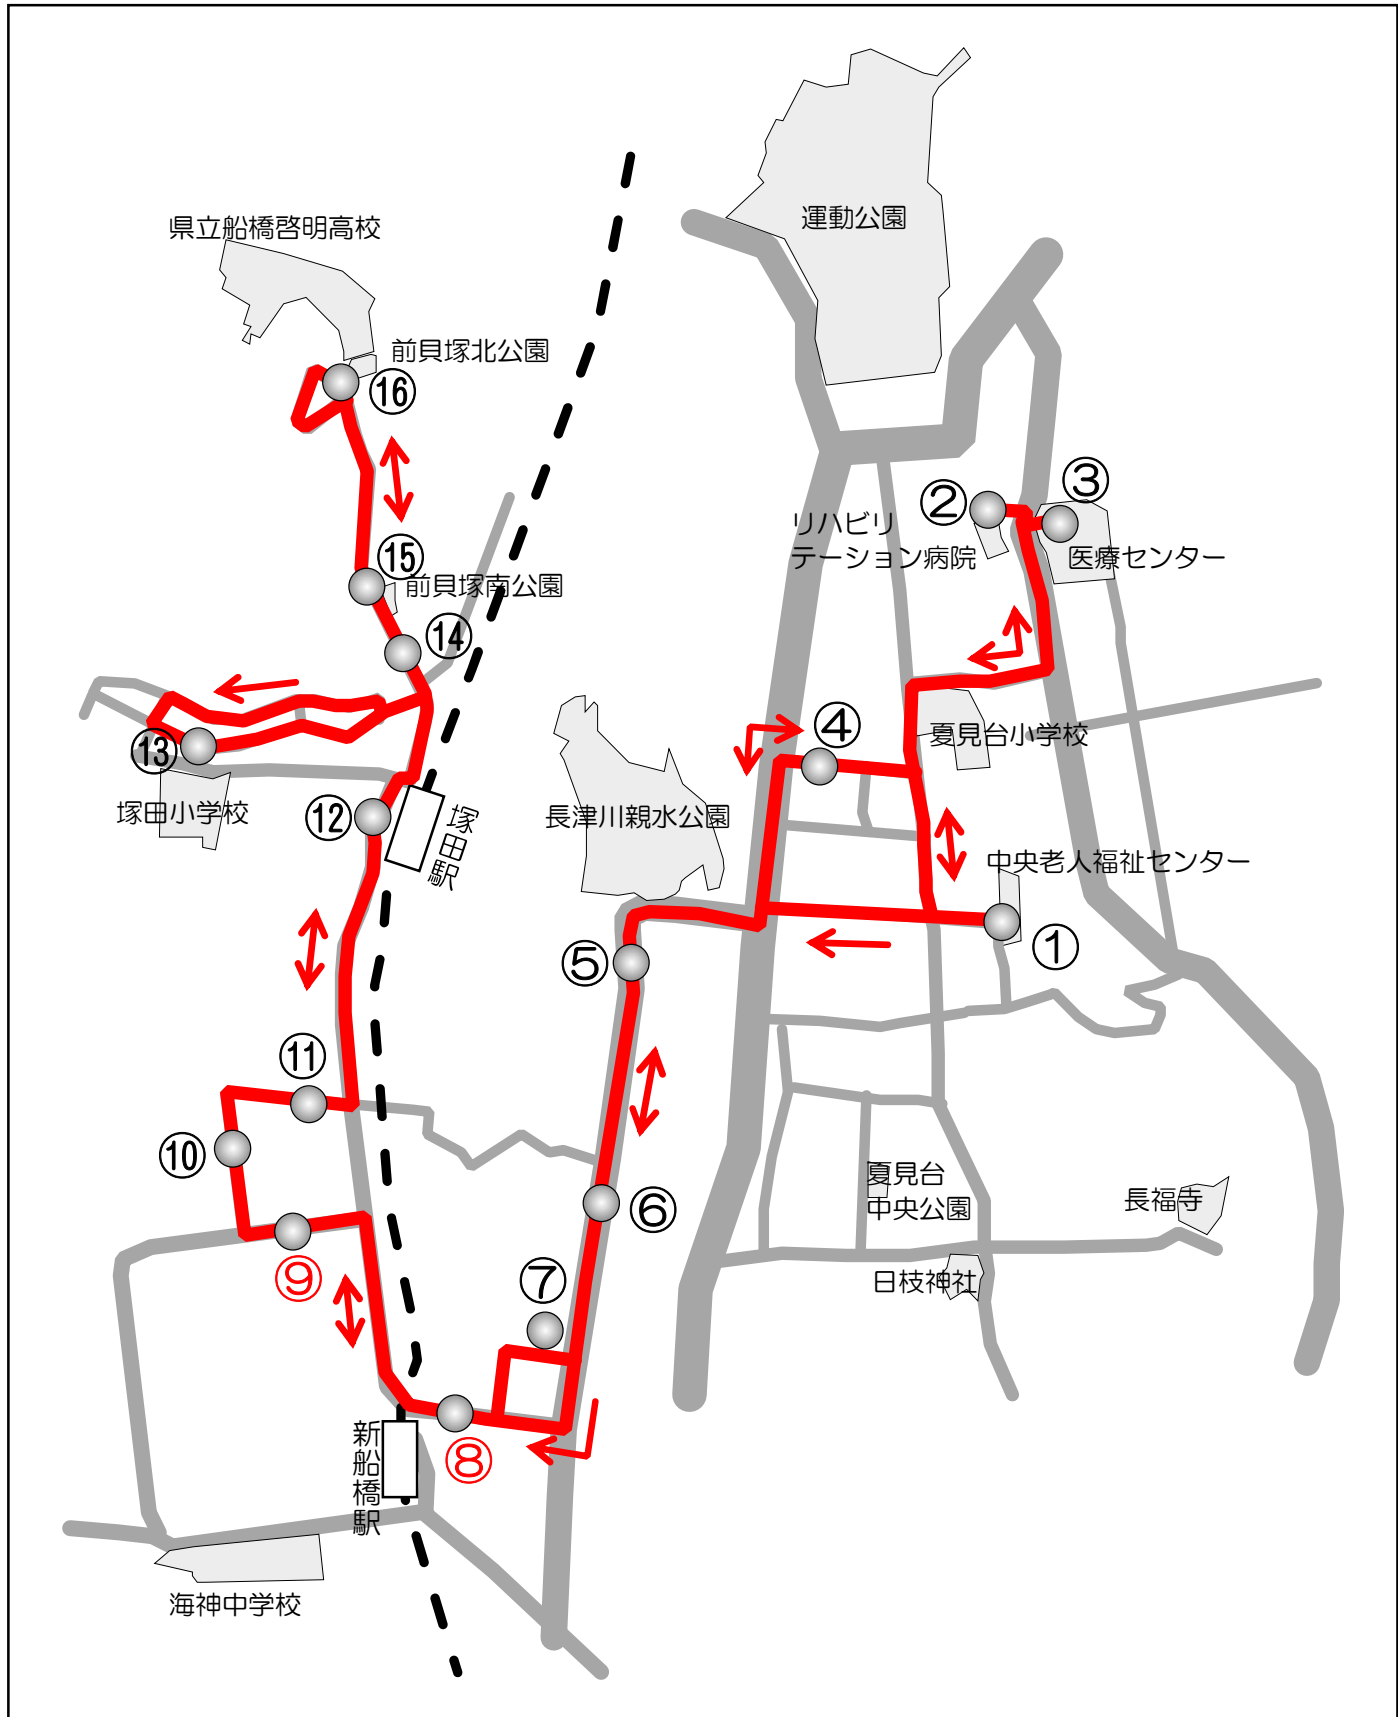 運動公園
県立船橋啓明高校
前貝塚北公園
⑯
③
②
リハビリ
テーション病院
医療センター
⑮
前貝塚南公園
⑭
④
夏見台小学校
⑬
塚田小学校
⑫
塚田駅
長津川親水公園
中央老人福祉センター
①
⑤
⑪
⑩
⑥
夏見台
中央公園
長福寺
⑨
⑦
日枝神社
⑧
新船橋駅
海神中学校